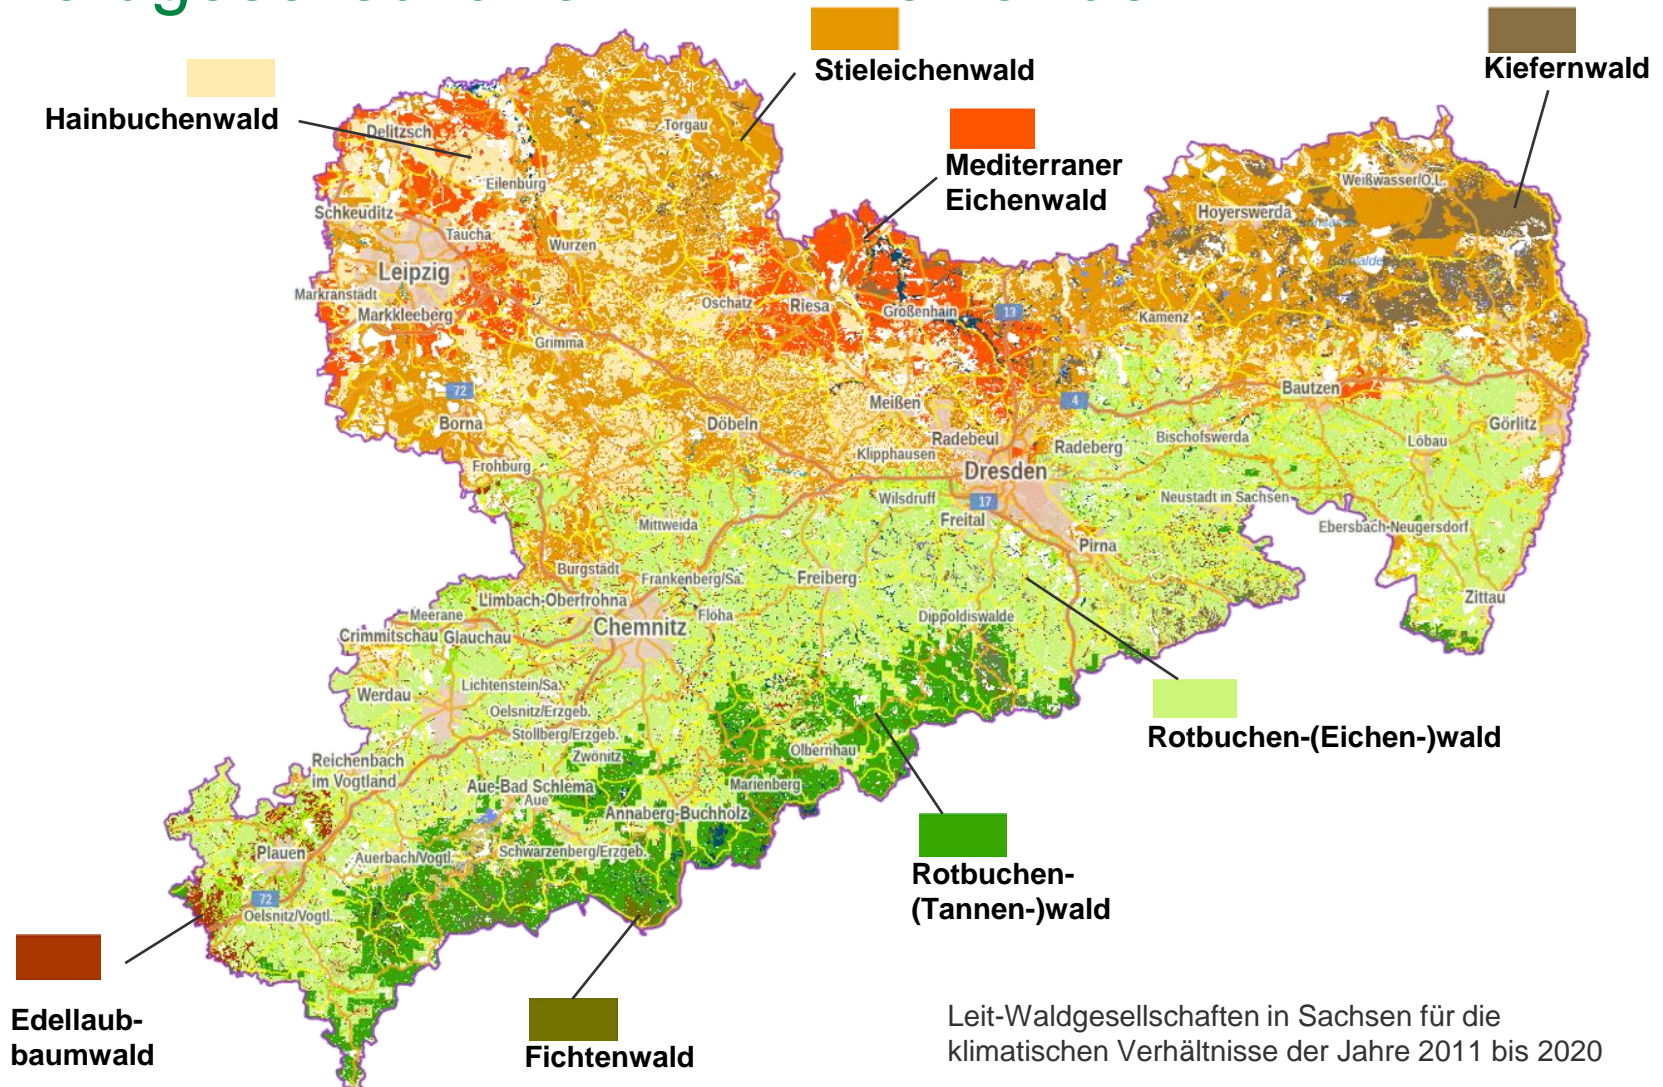 Stieleichenwald
Kiefernwald
Hainbuchenwald
Mediterraner
Eichenwald
Delitzsch
Torgau
Eilenburg
Weißwasser/O.L.
Schkeuditz
Taucha
Wurzen
Hoyerswerda
Leipzig
Markranstädt
Markkleeberg
Oschatz
Riesa
Großenhain
13
Kamenz
Grimma
72
Borna
Meißen
4
Bautzen
Döbeln
Radebeul
Radeberg
Bischofswerda
Löbau
Görlitz
Klipphausen
Frohburg
Dresden
Wilsdruff
17
Neustadt in Sachsen
Mittweida
Freital
Ebersbach-Neugersdorf
Pirna
Burgstädt
Frankenberg/Sa.
Freiberg
Limbach-Oberfrohna
Zittau
Meerane
Flöha
Dippoldiswalde
Crimmitschau
Glauchau
Chemnitz
Werdau
Lichtenstein/Sa.
Oelsnitz/Erzgeb.
Stollberg/Erzgeb.
Rotbuchen-(Eichen-)wald
Reichenbach
im Vogtland
Zwönitz
Olbernhau
Aue-Bad Schlema
Aue
Marienberg
Annaberg-Buchholz
Plauen
Auerbach/Vogtl.
Schwarzenberg/Erzgeb.
Rotbuchen-
(Tannen-)wald
72
Oelsnitz/Vogtl.
Edellaub-
baumwald
Fichtenwald
Leit-Waldgesellschaften in Sachsen für die
klimatischen Verhältnisse der Jahre 2011 bis 2020